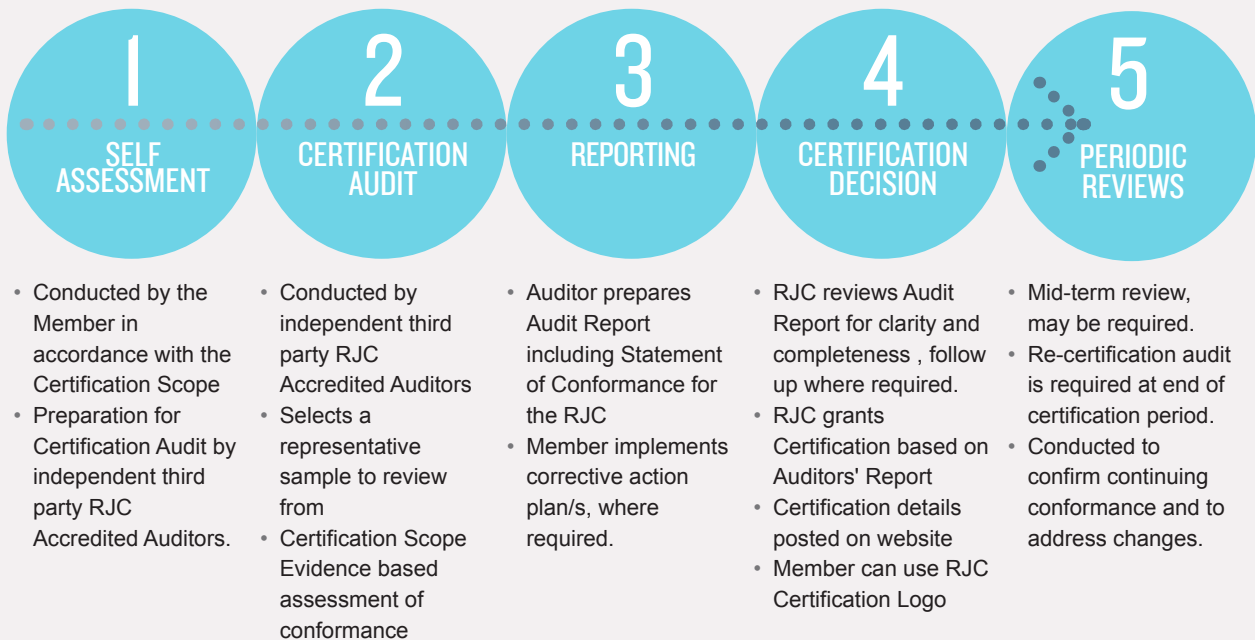 1
SELF
ASSESSMENT
• Conducted by the
Member in
accordance with the
Certification Scope
• Preparation for
Certification Audit by
independent third
party RJC
Accredited Auditors.
2
CERTIFICATION
AUDIT
• Conducted by
independent third
party RJC
Accredited Auditors
• Selects a
representative
sample to review
from
• Certification Scope
Evidence based
assessment of
conformance
3
REPORTING
• Auditor prepares
Audit Report
including Statement
of Conformance for
the RJC
• Member implements
corrective action
plan/s, where
required.
4
CERTIFICATION
DECISION
• RJC reviews Audit
Report for clarity and
completeness , follow
up where required.
• RJC grants
Certification based on
Auditors' Report
• Certification details
posted on website
• Member can use RJC
Certification Logo
5
PERIODIC
REVIEWS
• Mid-term review,
may be required.
• Re-certification audit
is required at end of
certification period.
• Conducted to
confirm continuing
conformance and to
address changes.